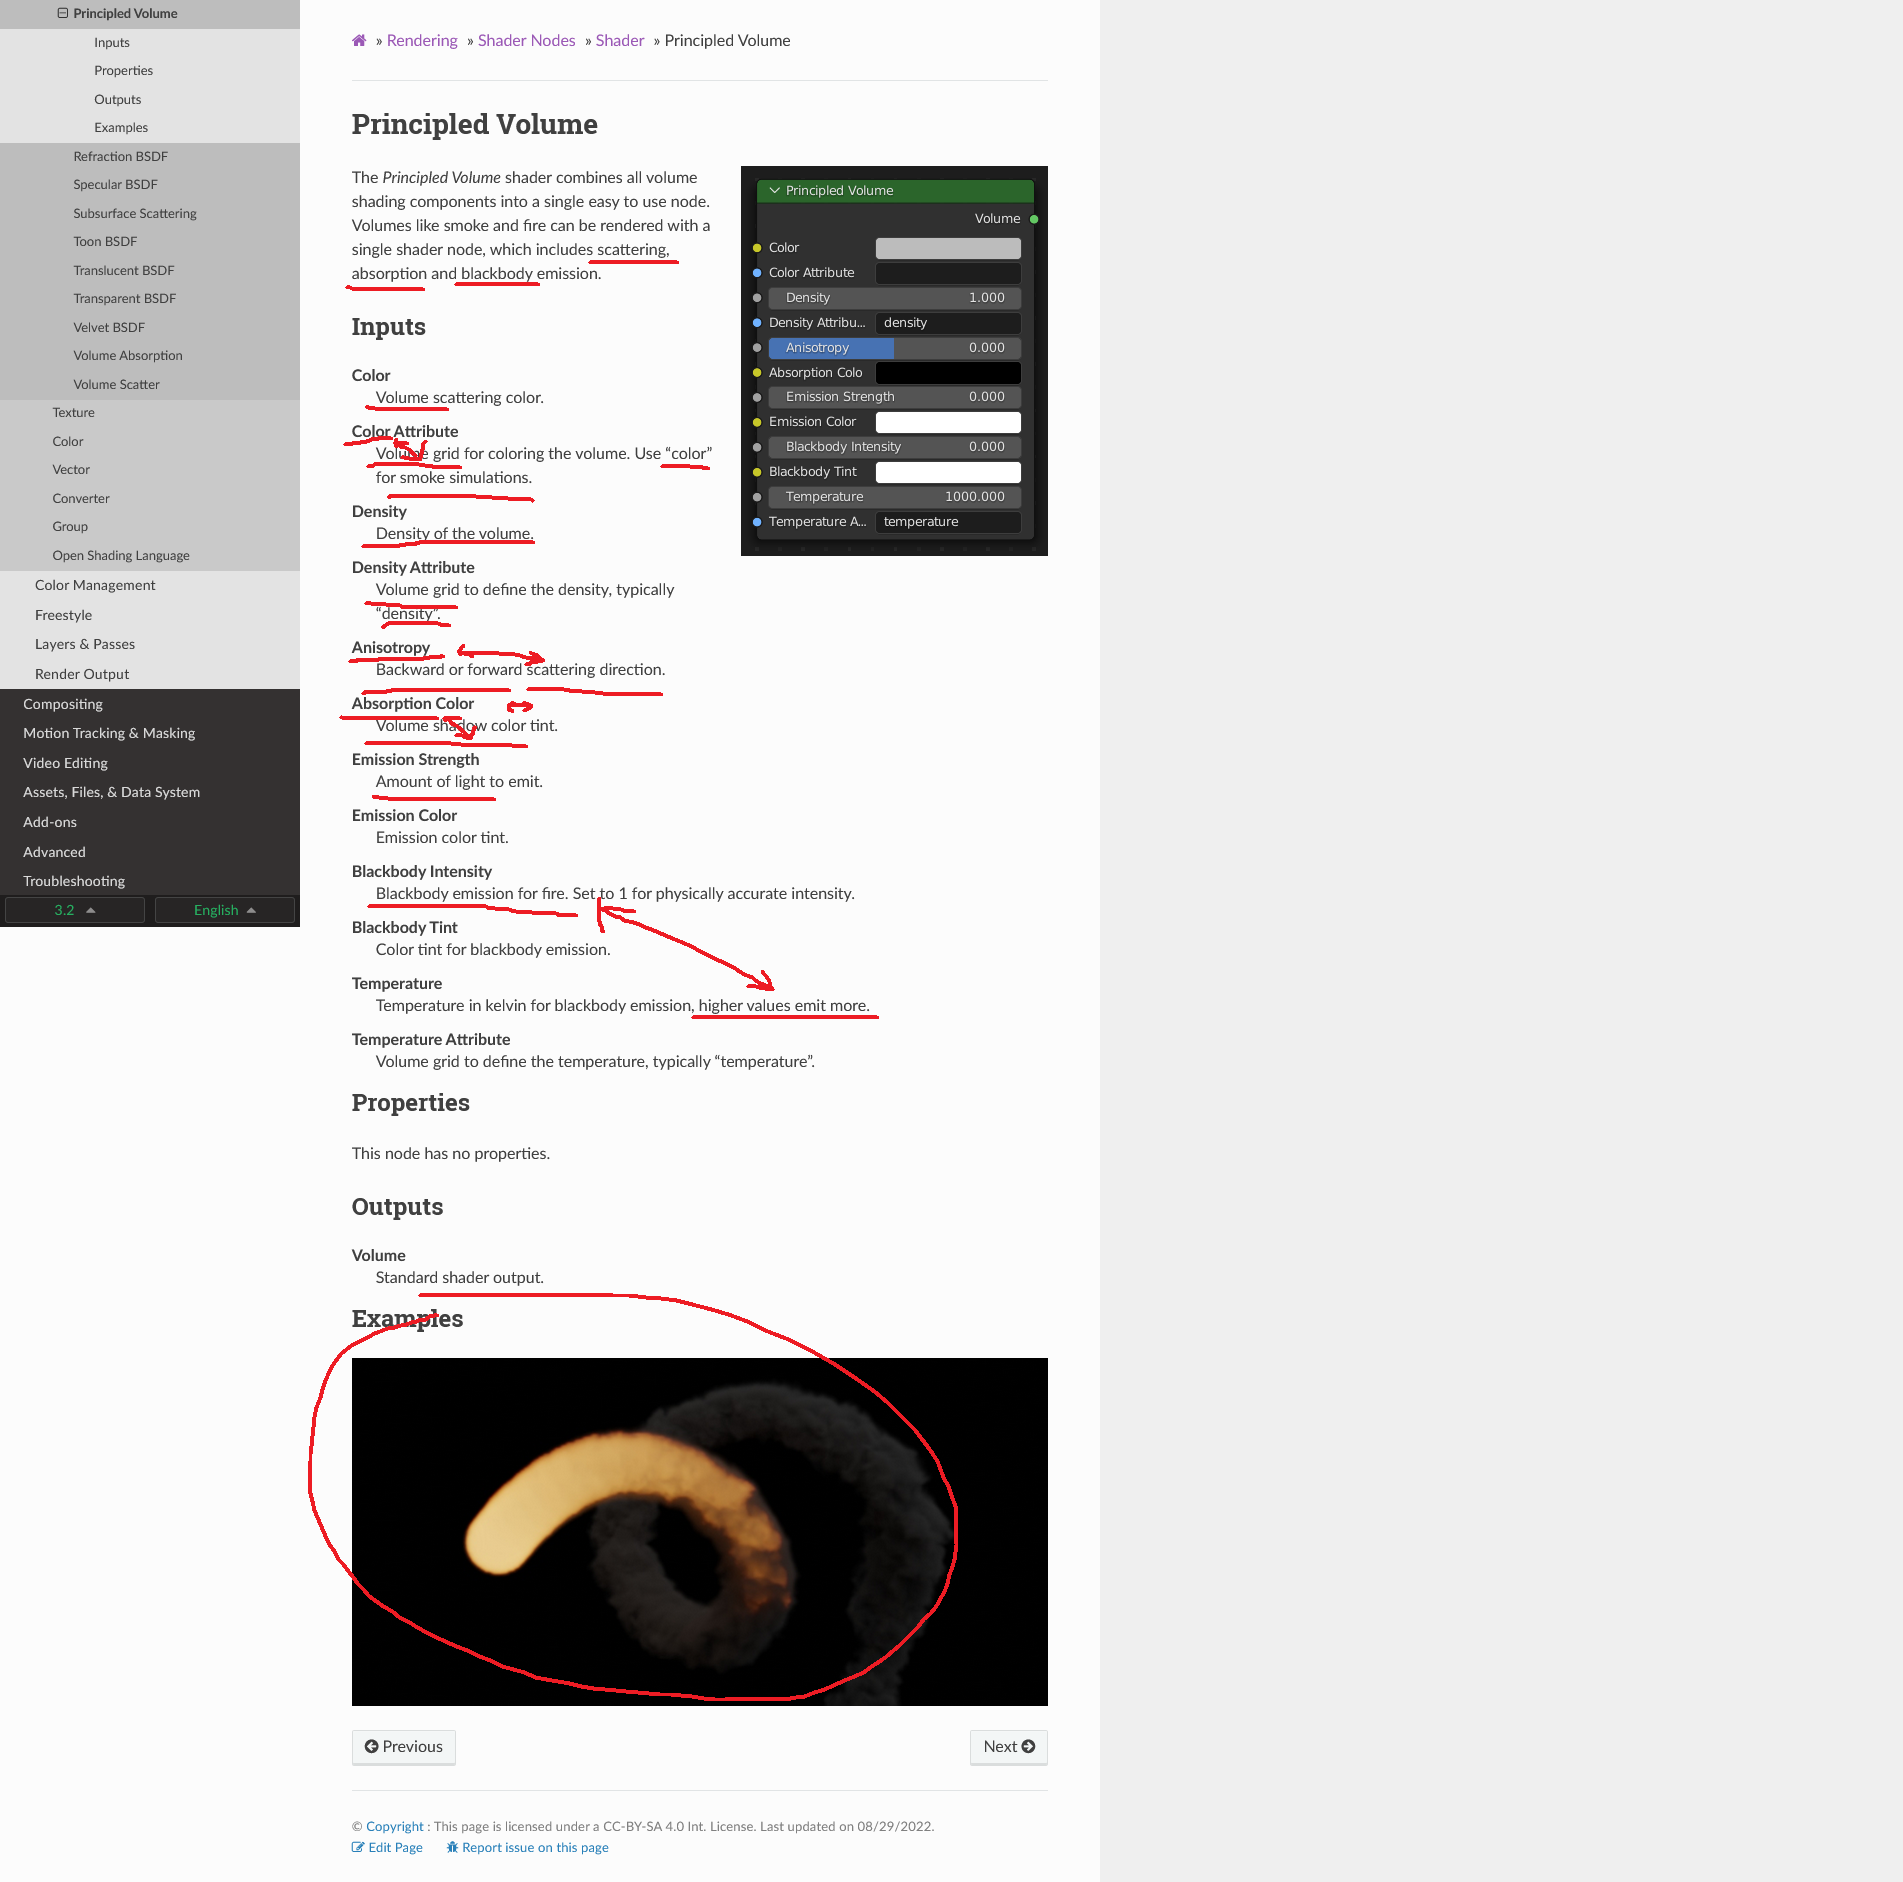 Principled Volume
Inputs
Properties
Outputs
Examples
Refraction BSDF
Specular BSDF
Subsurface Scattering
Toon BSDF
Translucent BSDF
Transparent BSDF
Velvet BSDF
Volume Absorption
Volume Scatter
Texture
Color
Vector
Converter
Group
Open Shading Language
Color Management
Freestyle
Layers & Passes
Render Output
Compositing
Motion Tracking & Masking
Video Editing
Assets, Files, & Data System
Add-ons
Advanced
Troubleshooting
3.2 English
» Rendering » Shader Nodes » Shader » Principled Volume
Principled Volume
The Principled Volume shader combines all volume
shading components into a single easy to use node.
Volumes like smoke and fire can be rendered with a
single shader node, which includes scattering,
absorption and blackbody emission.
Principled Volume
Volume
Color
Color Attribute
Density 1.000
Density Attribu... density
Anisotropy 0.000
Absorption Colo
Emission Strength 0.000
Emission Color
Blackbody Intensity 0.000
Blackbody Tint
Temperature 1000.000
Temperature A... temperature
Inputs
Color
Volume scattering color.
Color Attribute
Volume grid for coloring the volume. Use “color”
for smoke simulations.
Density
Density of the volume.
Density Attribute
Volume grid to define the density, typically
“density”.
Anisotropy
Backward or forward scattering direction.
Absorption Color
Volume shadow color tint.
Emission Strength
Amount of light to emit.
Emission Color
Emission color tint.
Blackbody Intensity
Blackbody emission for fire. Set to 1 for physically accurate intensity.
Blackbody Tint
Color tint for blackbody emission.
Temperature
Temperature in kelvin for blackbody emission, higher values emit more.
Temperature Attribute
Volume grid to define the temperature, typically “temperature”.
Properties
This node has no properties.
Outputs
Volume
Standard shader output.
Examples
Previous
Next
© Copyright : This page is licensed under a CC-BY-SA 4.0 Int. License. Last updated on 08/29/2022.
Edit Page Report issue on this page